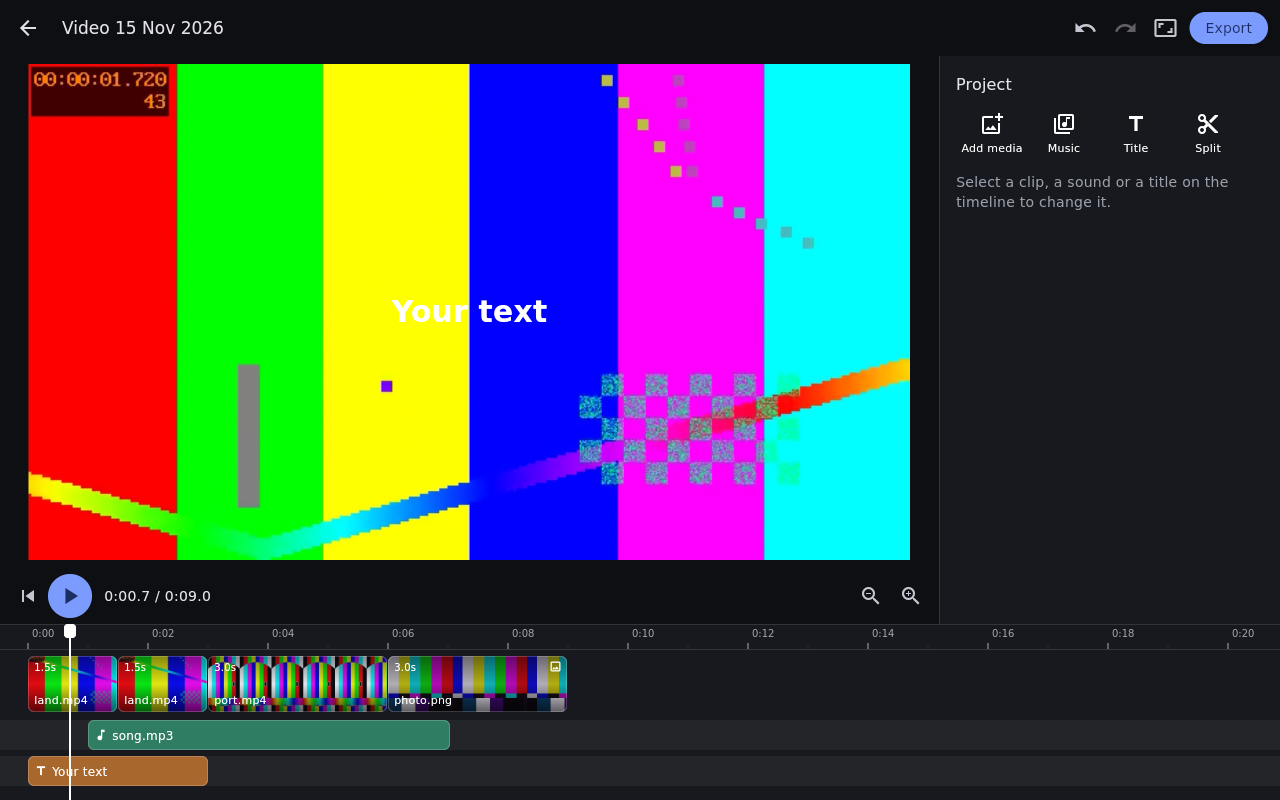 Video 15 Nov 2026
Export
00:00:01.720
43
Your text
Project
Add media
Music
Title
Split
Select a clip, a sound or a title on the
timeline to change it.
0:00.7 / 0:09.0
0:00
0:02
0:04
0:06
0:08
0:10
0:12
0:14
0:16
0:18
0:20
1.5s
land.mp4
1.5s
land.mp4
3.0s
port.mp4
3.0s
photo.png
song.mp3
Your text